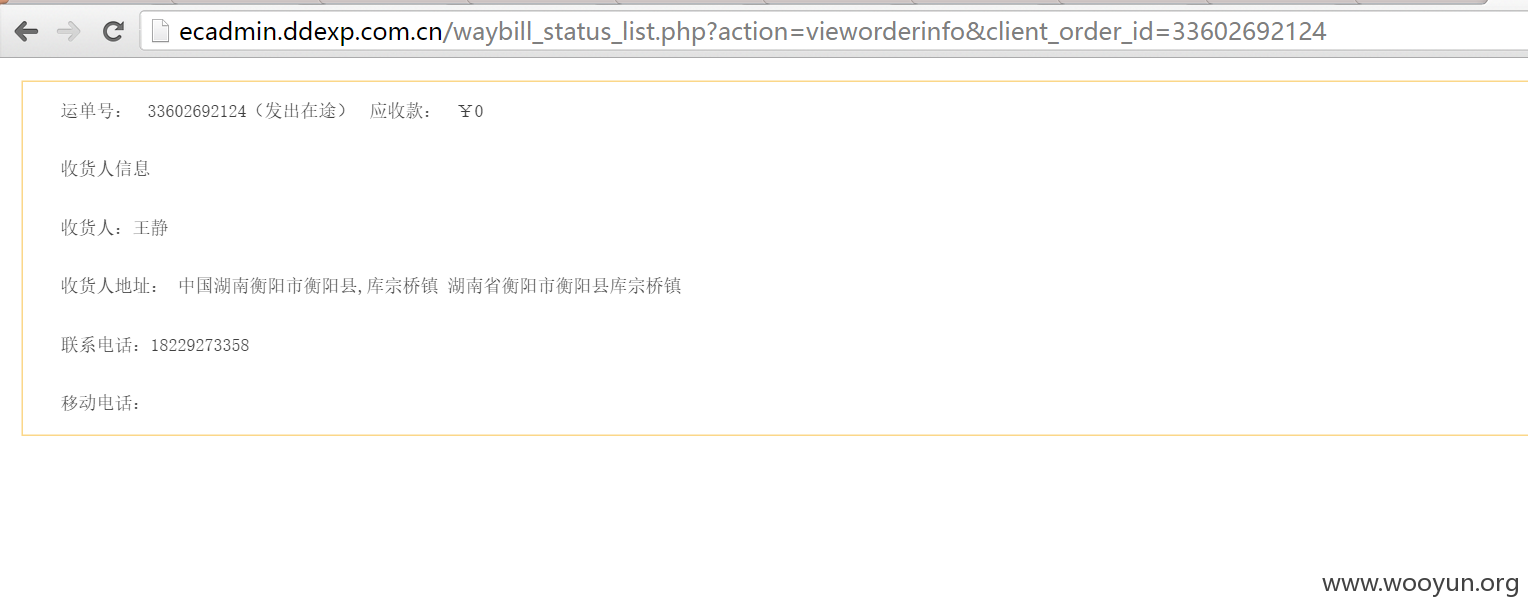 ecadmin.ddexp.com.cn/waybill_status_list.php?action=vieworderinfo&client_order_id=33602692124
运单号： 33602692124（发出在途） 应收款： ￥0
收货人信息
收货人：王静
收货人地址： 中国湖南衡阳市衡阳县,库宗桥镇 湖南省衡阳市衡阳县库宗桥镇
联系电话：18229273358
移动电话：
www.wooyun.org